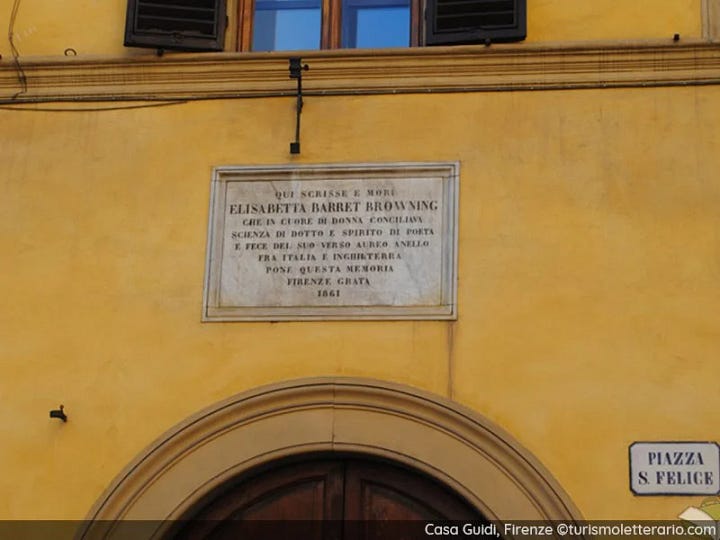 QUI SCRISSE E MORÌ
ELISABETTA BARRET BROWNING
CHE IN CUORE DI DONNA CONCILIAVA
SCIENZA DI DOTTO E SPIRITO DI POETA
E FECE DEL SUO VERSO AUREO ANELLO
FRA ITALIA E INGHILTERRA
PONE QUESTA MEMORIA
FIRENZE GRATA
1861
PIAZZA
S. FELICE
Casa Guidi, Firenze ©turismoletterario.com